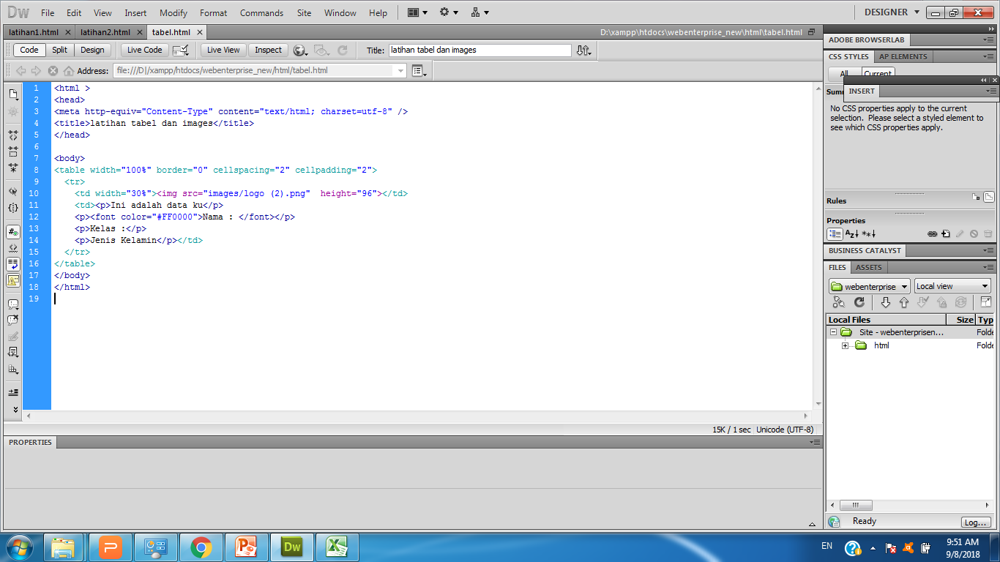 Dw File Edit View Insert Modify Format Commands Site Window Help DESIGNER
latihan1.html latihan2.html tabel.html D:\xampp\htdocs\webenterprise_new\html\tabel.html
Code Split Design Live Code Live View Inspect Title: latihan tabel dan images
Address: file:///D|/xampp/htdocs/webenterprise_new/html/tabel.html
1 <html >
2 <head>
3 <meta http-equiv="Content-Type" content="text/html; charset=utf-8" />
4 <title>latihan tabel dan images</title>
5 </head>
6
7 <body>
8 <table width="100%" border="0" cellspacing="2" cellpadding="2">
9 <tr>
10 <td width="30%"><img src="images/logo (2).png"  height="96"></td>
11 <td><p>Ini adalah data ku</p>
12 <p><font color="#FF0000">Nama : </font></p>
13 <p>Kelas :</p>
14 <p>Jenis Kelamin</p></td>
15 </tr>
16 </table>
17 </body>
18 </html>
19
15K / 1 sec Unicode (UTF-8)
PROPERTIES
ADOBE BROWSERLAB
CSS STYLES AP ELEMENTS
All Current
INSERT
No CSS properties apply to the current
selection. Please select a styled element to
see which CSS properties apply.
Rules
Properties
BUSINESS CATALYST
FILES ASSETS
webenterprise Local view
Local Files Size Typ
Site - webenterprisen... Folde
html Folde
Ready Log...
P Dw
EN 9:51 AM
9/8/2018